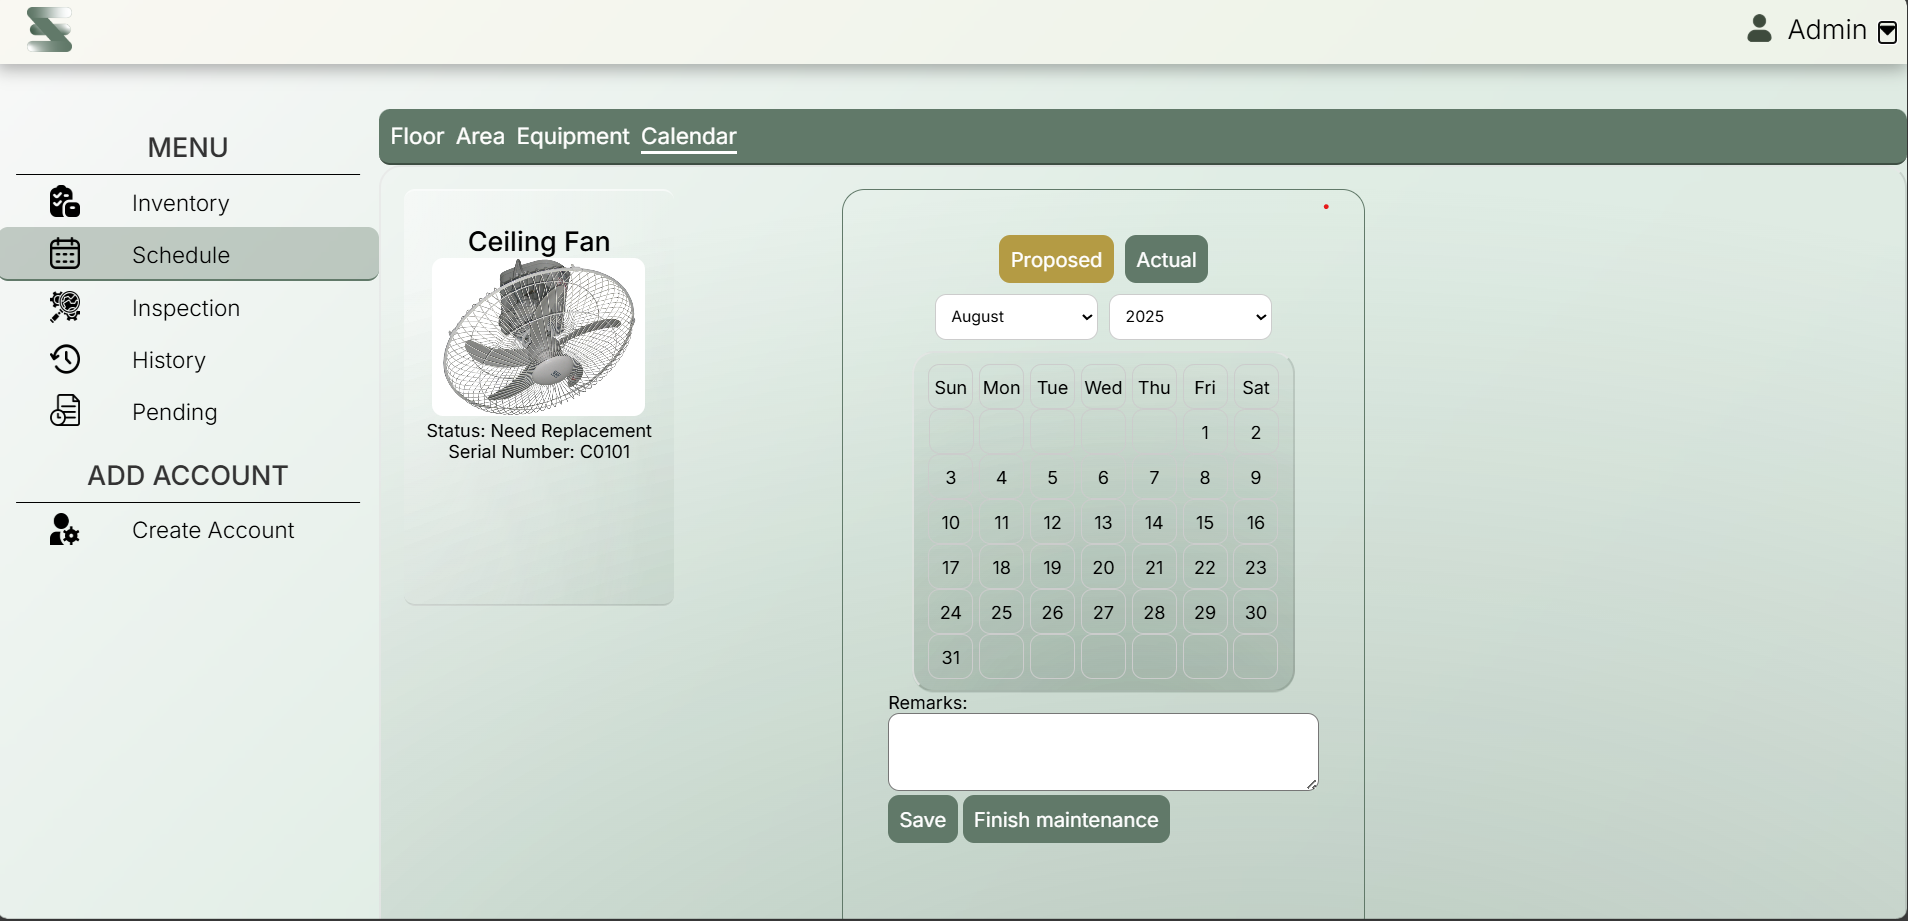 Admin
MENU
Inventory
Schedule
Inspection
History
Pending
ADD ACCOUNT
Create Account
Floor Area Equipment Calendar
Ceiling Fan
Status: Need Replacement
Serial Number: C0101
Proposed Actual
August 2025
Sun Mon Tue Wed Thu Fri Sat
1 2
3 4 5 6 7 8 9
10 11 12 13 14 15 16
17 18 19 20 21 22 23
24 25 26 27 28 29 30
31
Remarks:
Save Finish maintenance